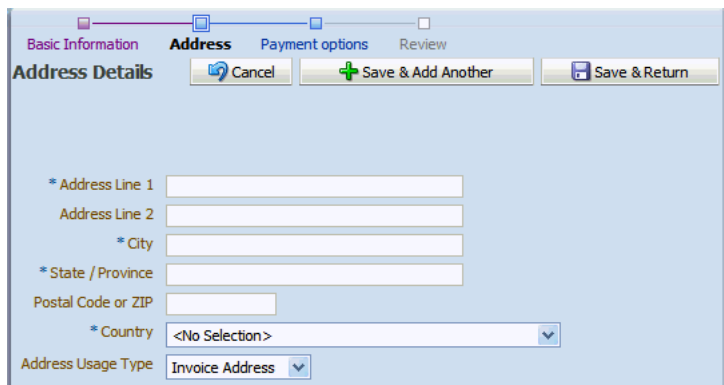 Basic Information Address Payment options Review
Address Details Cancel Save & Add Another Save & Return
* Address Line 1
Address Line 2
* City
* State / Province
Postal Code or ZIP
* Country <No Selection>
Address Usage Type Invoice Address